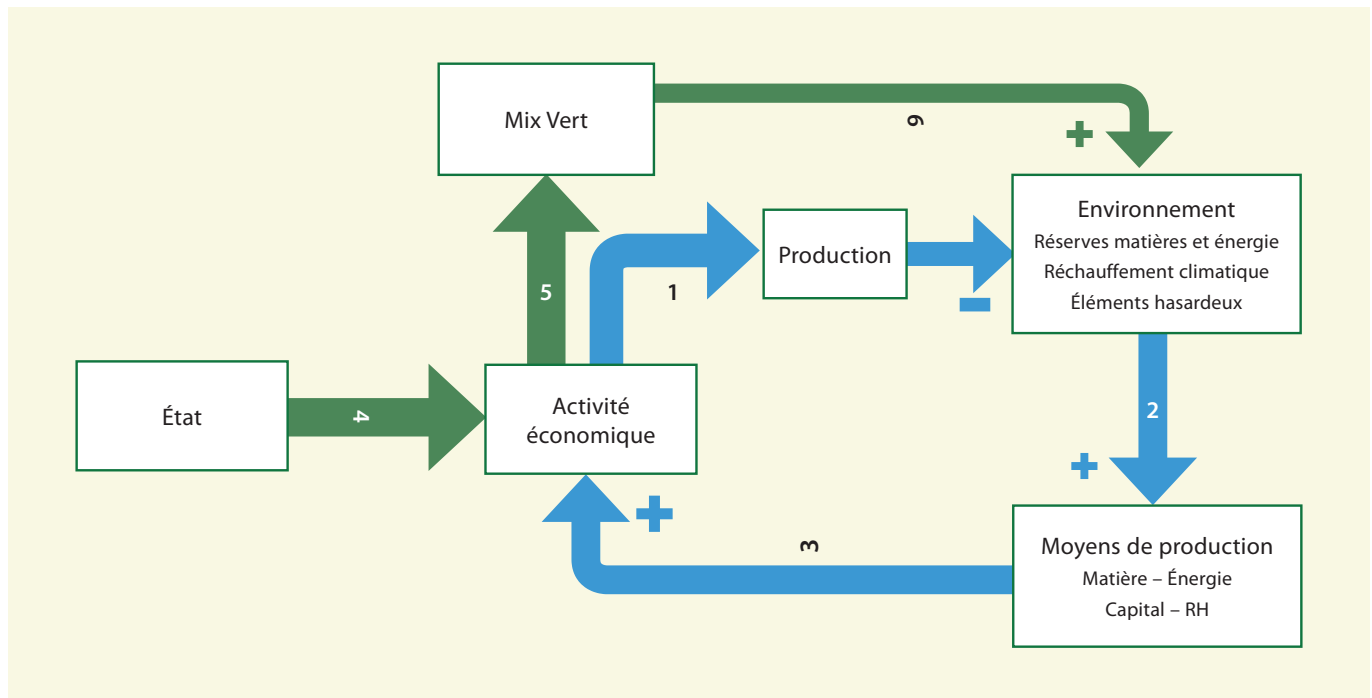 Mix Vert
6
+
Environnement
Réserves matières et énergie
Réchauffement climatique
Éléments hasardeux
Production
1
5
-
État
4
Activité
économique
2
+
+
3
Moyens de production
Matière – Énergie
Capital – RH